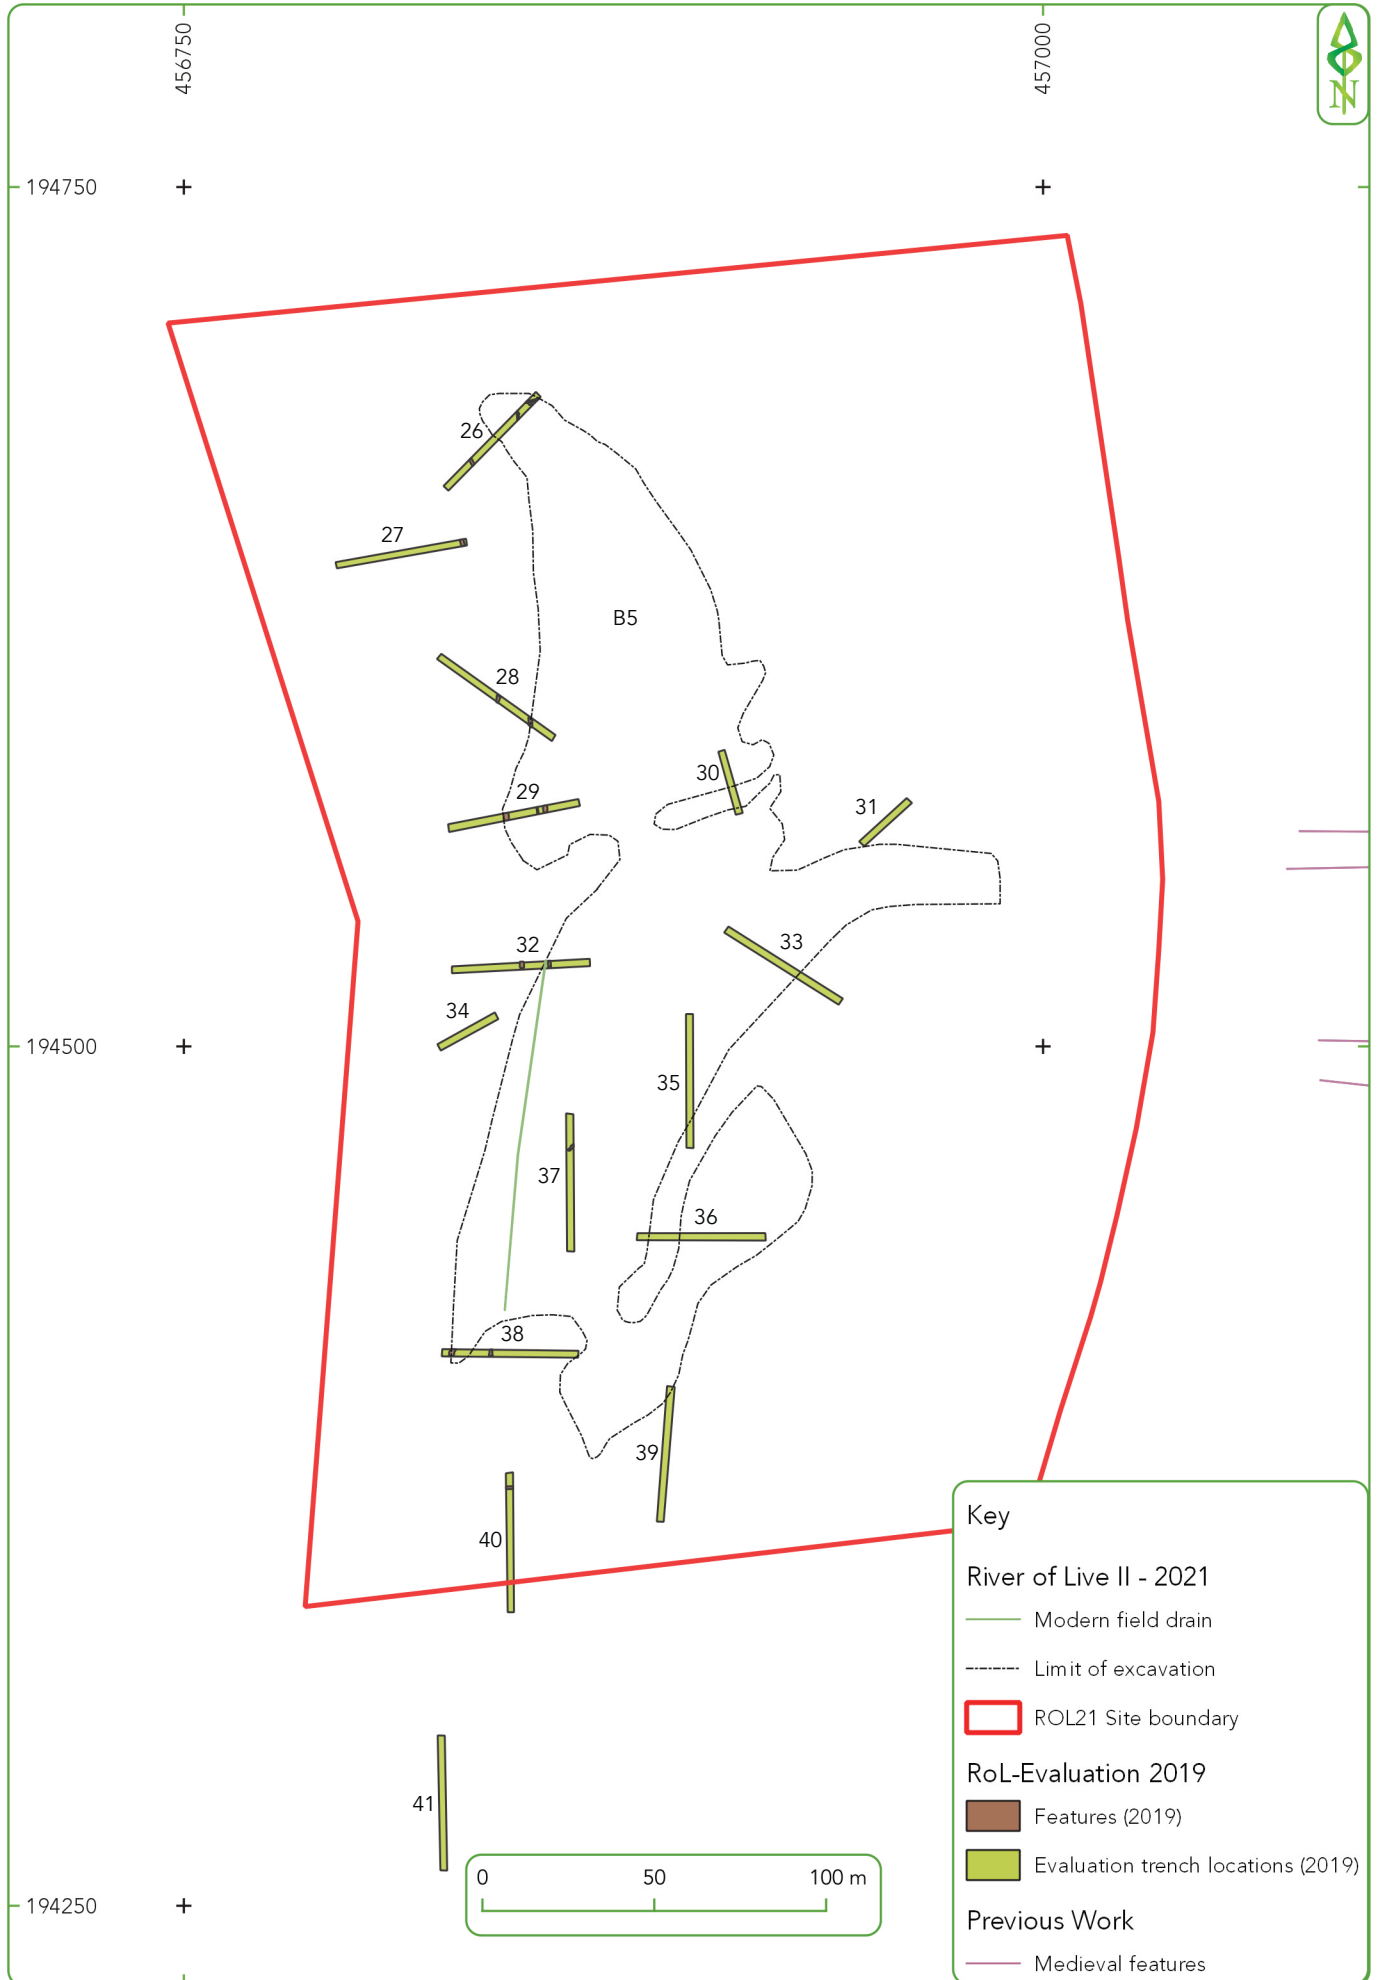 456750
457000
N
194750
26
27
B5
28
30
29
31
32
33
34
194500
35
37
36
38
39
40
41
0 50 100 m
194250
Key
River of Live II - 2021
Modern field drain
Limit of excavation
ROL21 Site boundary
RoL-Evaluation 2019
Features (2019)
Evaluation trench locations (2019)
Previous Work
Medieval features